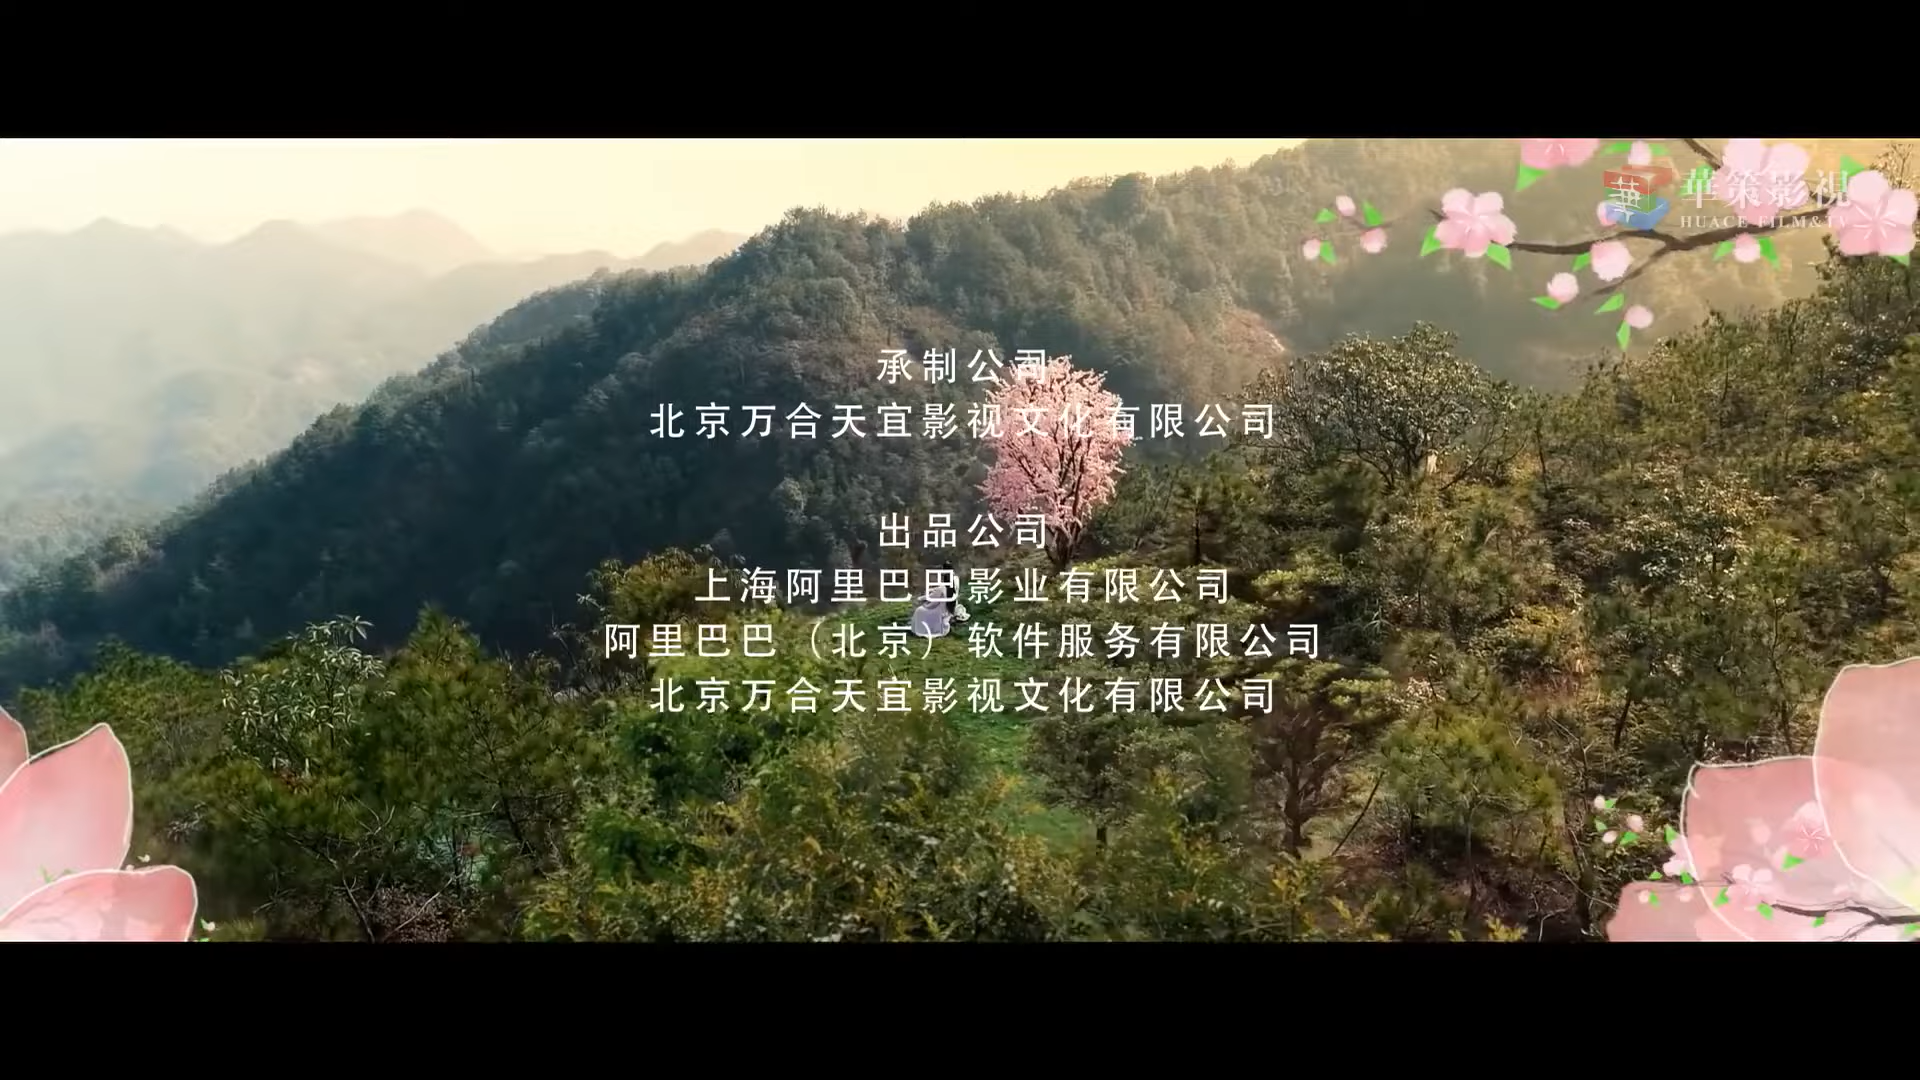 華策影視
HUACE FILM&TV
承制公司
北京万合天宜影视文化有限公司
出品公司
上海阿里巴巴影业有限公司
阿里巴巴（北京）软件服务有限公司
北京万合天宜影视文化有限公司